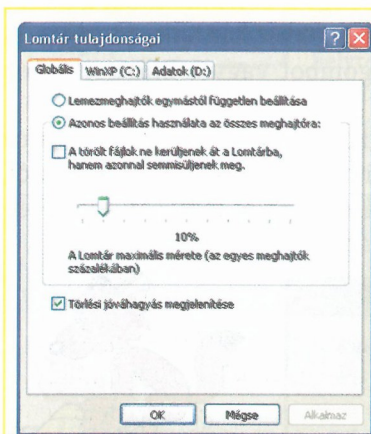 Lomtár tulajdonságai
Globális WinXP (C:) Adatok (D:)
Lemezmeghajtók egymástól független beállítása
Azonos beállítás használata az összes meghajtóra:
A törölt fájlok ne kerüljenek át a Lomtárba,
hanem azonnal semmisüljenek meg.
10%
A Lomtár maximális mérete (az egyes meghajtók
százalékában)
Törlési jóváhagyás megjelenítése
OK Mégse Alkalmaz